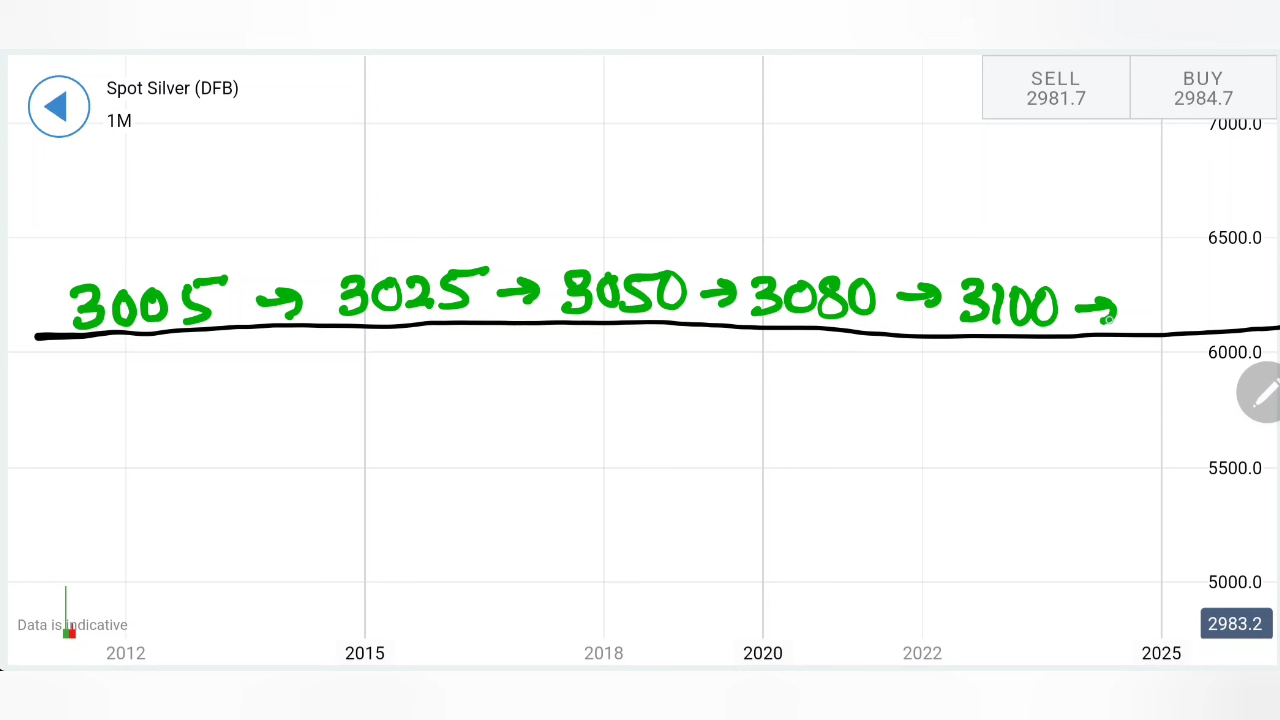 Spot Silver (DFB)
1M
SELL BUY
2981.7 2984.7
7000.0
6500.0
3005 → 3025 → 3050 → 3080 → 3100 →
6000.0
5500.0
5000.0
Data is indicative
2983.2
2012 2015 2018 2020 2022 2025